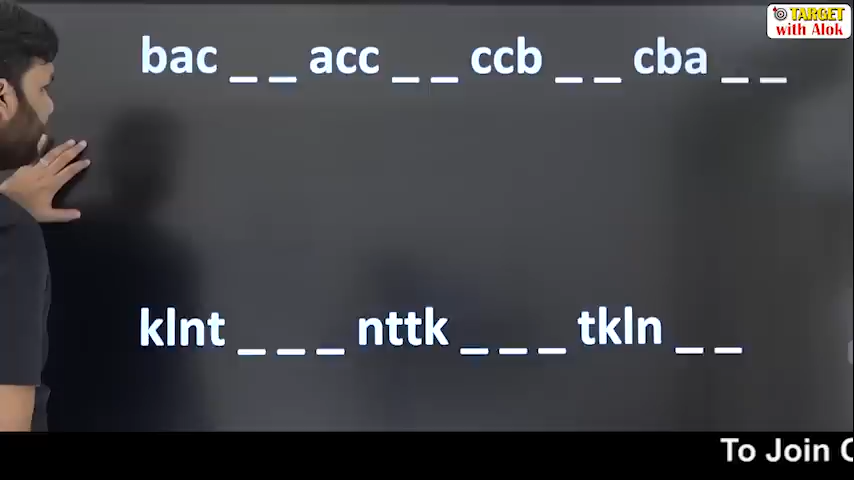 TARGET
with Alok
bac _ _ acc _ _ ccb _ _ cba _ _
klnt _ _ _ nttk _ _ _ tkln _ _
To Join